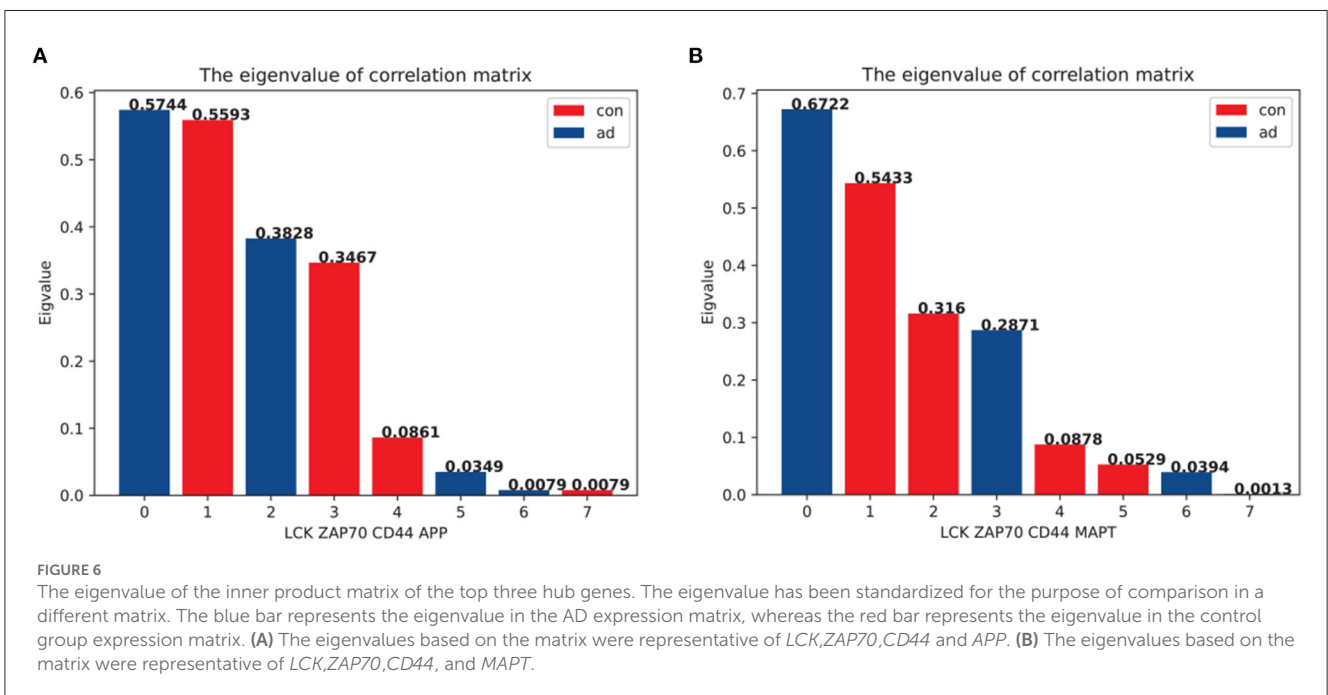 A
The eigenvalue of correlation matrix
0.6
0.5
0.4
0.3
0.2
0.1
0.0
Eigvalue
0.5744
0.5593
0.3828
0.3467
0.0861
0.0349
0.0079
0.0079
con
ad
0 1 2 3 4 5 6 7
LCK ZAP70 CD44 APP
B
The eigenvalue of correlation matrix
0.7
0.6
0.5
0.4
0.3
0.2
0.1
0.0
Eigvalue
0.6722
0.5433
0.316
0.2871
0.0878
0.0529
0.0394
0.0013
con
ad
0 1 2 3 4 5 6 7
LCK ZAP70 CD44 MAPT
FIGURE 6
The eigenvalue of the inner product matrix of the top three hub genes. The eigenvalue has been standardized for the purpose of comparison in a
different matrix. The blue bar represents the eigenvalue in the AD expression matrix, whereas the red bar represents the eigenvalue in the control
group expression matrix. (A) The eigenvalues based on the matrix were representative of LCK,ZAP70,CD44 and APP. (B) The eigenvalues based on the
matrix were representative of LCK,ZAP70,CD44, and MAPT.